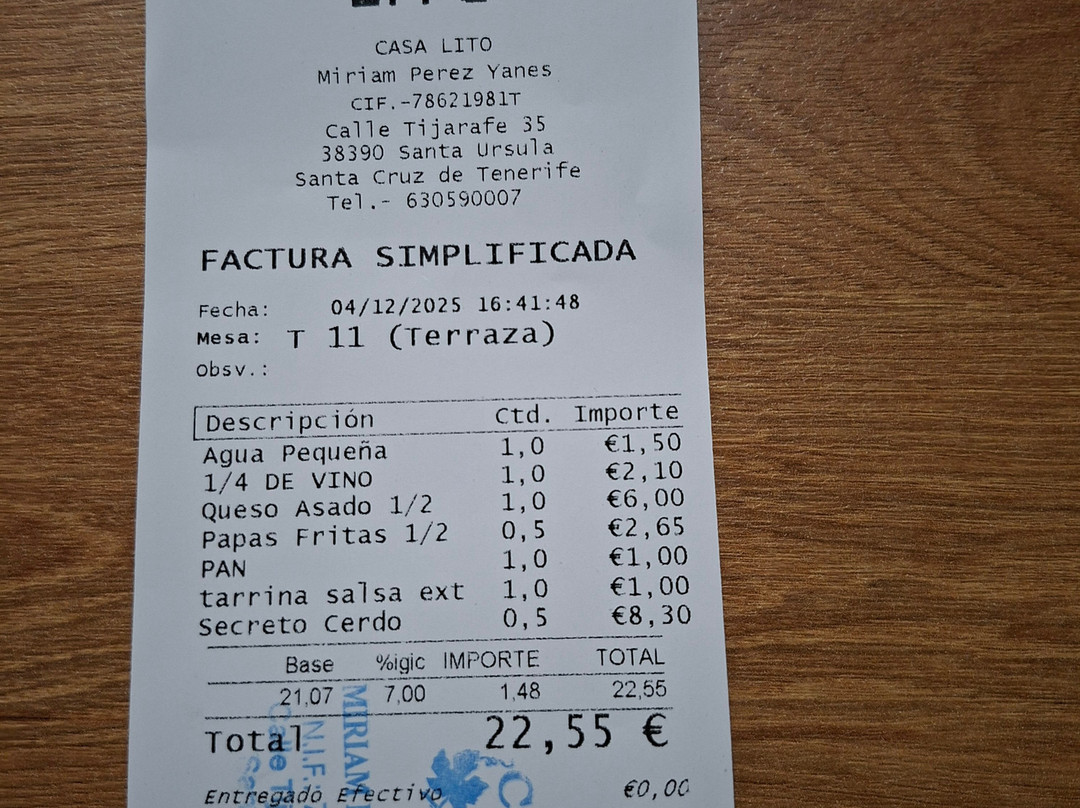 CASA LITO
Miriam Perez Yanes
CIF.-78621981T
Calle Tijarafe 35
38390 Santa Ursula
Santa Cruz de Tenerife
Tel.- 630590007
FACTURA SIMPLIFICADA
Fecha: 04/12/2025 16:41:48
Mesa: T 11 (Terraza)
Obsv.:
Descripción Ctd. Importe
Agua Pequeña 1,0 €1,50
1/4 DE VINO 1,0 €2,10
Queso Asado 1/2 1,0 €6,00
Papas Fritas 1/2 0,5 €2,65
PAN 1,0 €1,00
tarrina salsa ext 1,0 €1,00
Secreto Cerdo 0,5 €8,30
Base %igic IMPORTE TOTAL
21,07 7,00 1,48 22,55
Total 22,55 €
Entregado Efectivo €0,00
MIRIAM
N.I.F.:
Calle